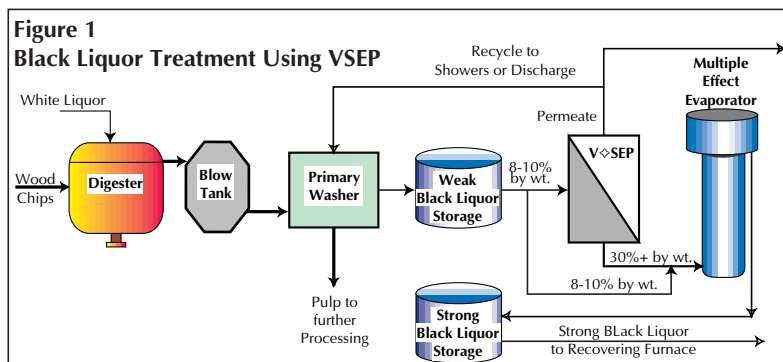 Figure 1
Black Liquor Treatment Using VSEP
Recycle to
Showers or Discharge
Multiple
Effect
Evaporator
White Liquor
Permeate
Wood
Chips
Digester
Blow
Tank
Primary
Washer
Weak
Black Liquor
Storage
8-10%
by wt.
V◇SEP
30%+ by wt.
8-10% by wt.
Pulp to
further
Processing
Strong
Black Liquor
Storage
Strong BLack Liquor
to Recovering Furnace